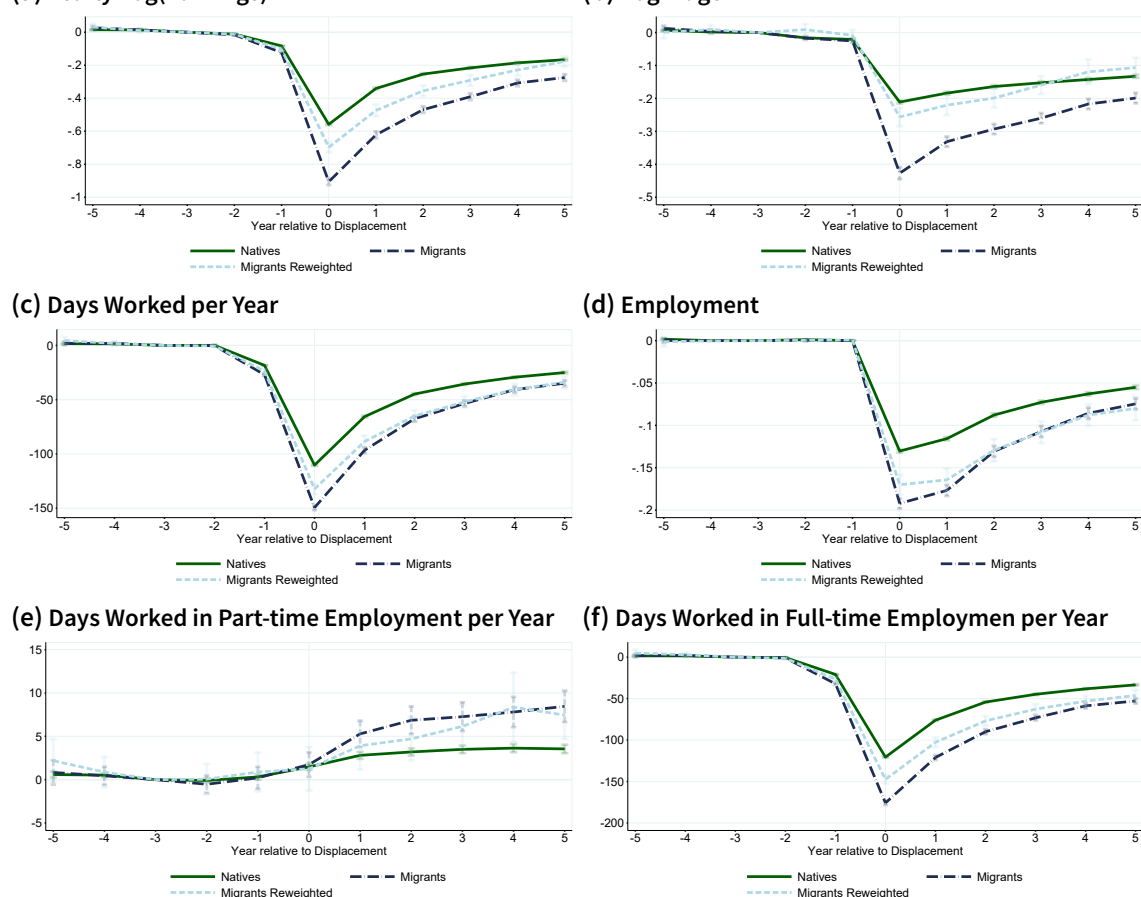 0
-.2
-.4
-.6
-.8
-1
-5 -4 -3 -2 -1 0 1 2 3 4 5
Year relative to Displacement
Natives
Migrants
Migrants Reweighted
0
-.1
-.2
-.3
-.4
-.5
-5 -4 -3 -2 -1 0 1 2 3 4 5
Year relative to Displacement
Natives
Migrants
Migrants Reweighted
(c) Days Worked per Year
0
-50
-100
-150
-5 -4 -3 -2 -1 0 1 2 3 4 5
Year relative to Displacement
Natives
Migrants
Migrants Reweighted
(d) Employment
0
-.05
-.1
-.15
-.2
-5 -4 -3 -2 -1 0 1 2 3 4 5
Year relative to Displacement
Natives
Migrants
Migrants Reweighted
(e) Days Worked in Part-time Employment per Year
15
10
5
0
-5
-5 -4 -3 -2 -1 0 1 2 3 4 5
Year relative to Displacement
Natives
Migrants
Migrants Reweighted
(f) Days Worked in Full-time Employmen per Year
0
-50
-100
-150
-200
-5 -4 -3 -2 -1 0 1 2 3 4 5
Year relative to Displacement
Natives
Migrants
Migrants Reweighted